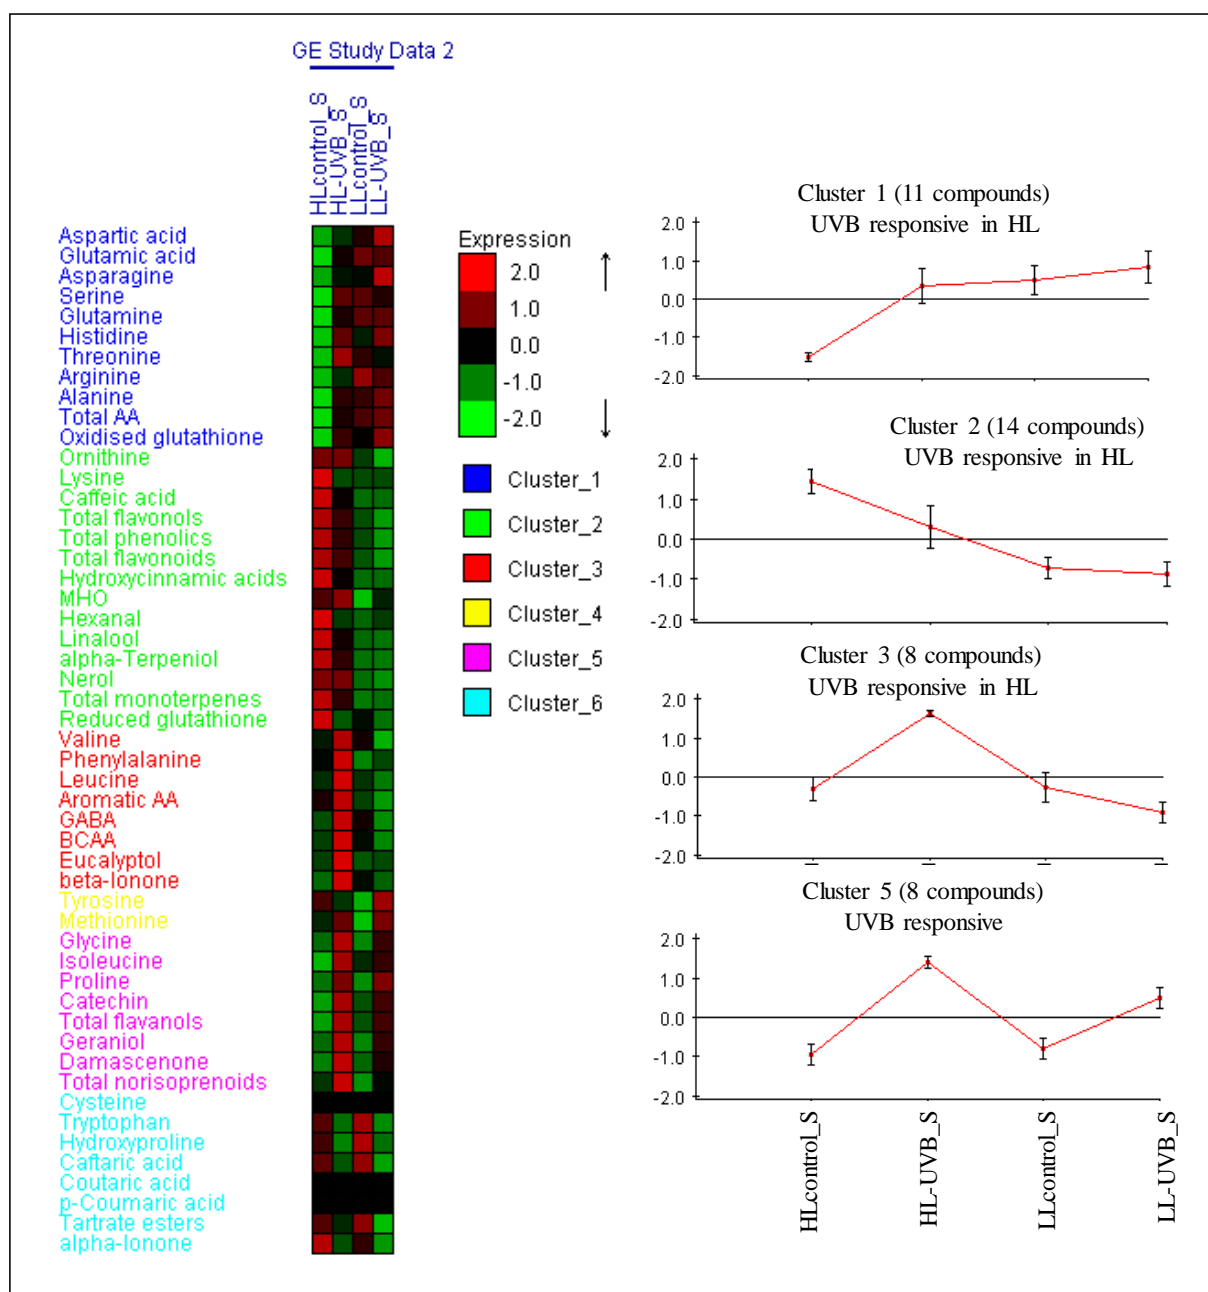 GE Study Data 2
HLcontrol_S
HL-UVB_S
LLcontrol_S
LL-UVB_S
Aspartic acid
Glutamic acid
Asparagine
Serine
Glutamine
Histidine
Threonine
Arginine
Alanine
Total AA
Oxidised glutathione
Ornithine
Lysine
Caffeic acid
Total flavonols
Total phenolics
Total flavonoids
Hydroxycinnamic acids
MHO
Hexanal
Linalool
alpha-Terpeniol
Nerol
Total monoterpenes
Reduced glutathione
Valine
Phenylalanine
Leucine
Aromatic AA
GABA
BCAA
Eucalyptol
beta-Ionone
Tyrosine
Methionine
Glycine
Isoleucine
Proline
Catechin
Total flavanols
Geraniol
Damascenone
Total norisoprenoids
Cysteine
Tryptophan
Hydroxyproline
Caftaric acid
Coutaric acid
p-Coumaric acid
Tartrate esters
alpha-Ionone
Expression
2.0
1.0
0.0
-1.0
-2.0
Cluster_1
Cluster_2
Cluster_3
Cluster_4
Cluster_5
Cluster_6
Cluster 1 (11 compounds)
UVB responsive in HL
2.0
1.0
0.0
-1.0
-2.0
Cluster 2 (14 compounds)
UVB responsive in HL
2.0
1.0
0.0
-1.0
-2.0
Cluster 3 (8 compounds)
UVB responsive in HL
2.0
1.0
0.0
-1.0
-2.0
Cluster 5 (8 compounds)
UVB responsive
2.0
1.0
0.0
-1.0
-2.0
HLcontrol_S
HL-UVB_S
LLcontrol_S
LL-UVB_S